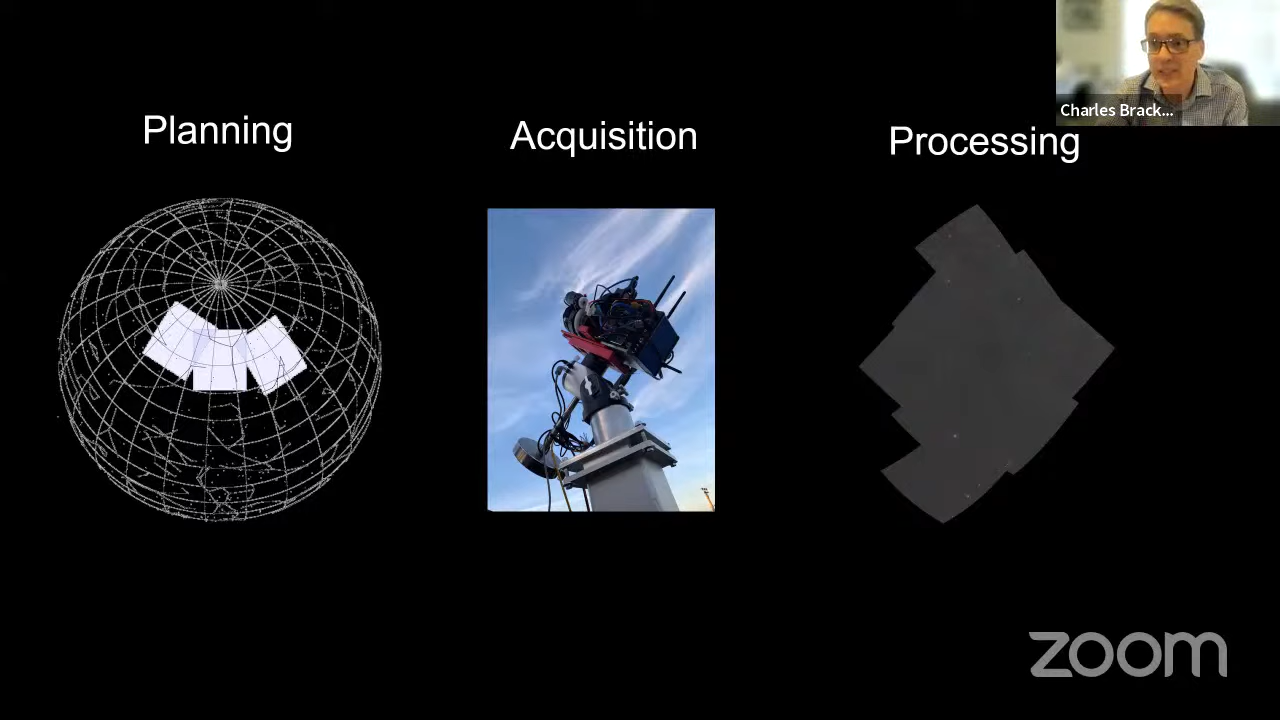 Planning
Acquisition
Processing
Charles Brack...
zoom